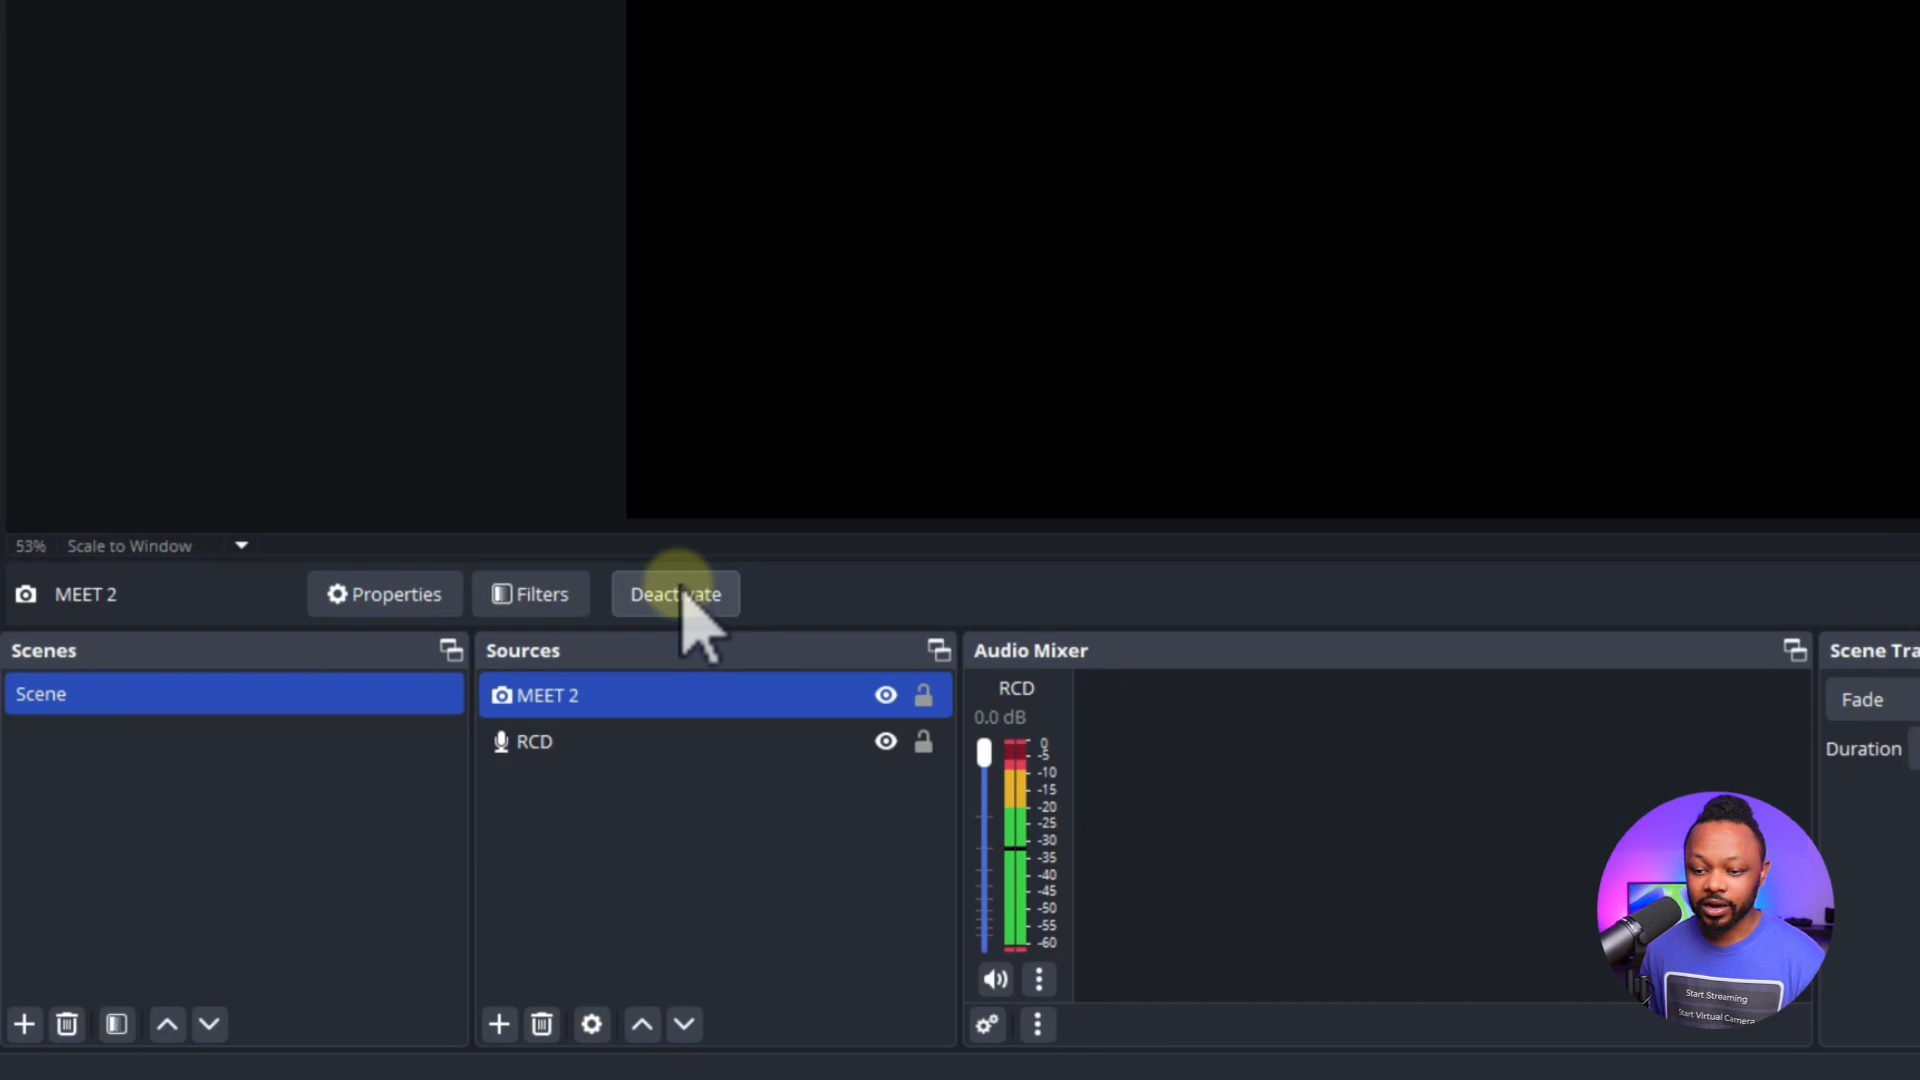 53% Scale to Window
MEET 2 Properties Filters Deactivate
Scenes
Scene
Sources
MEET 2
RCD
Audio Mixer
RCD
0.0 dB
0
-5
-10
-15
-20
-25
-30
-35
-40
-45
-50
-55
-60
Scene Tra
Fade
Duration
Start Streaming
Start Virtual Camera